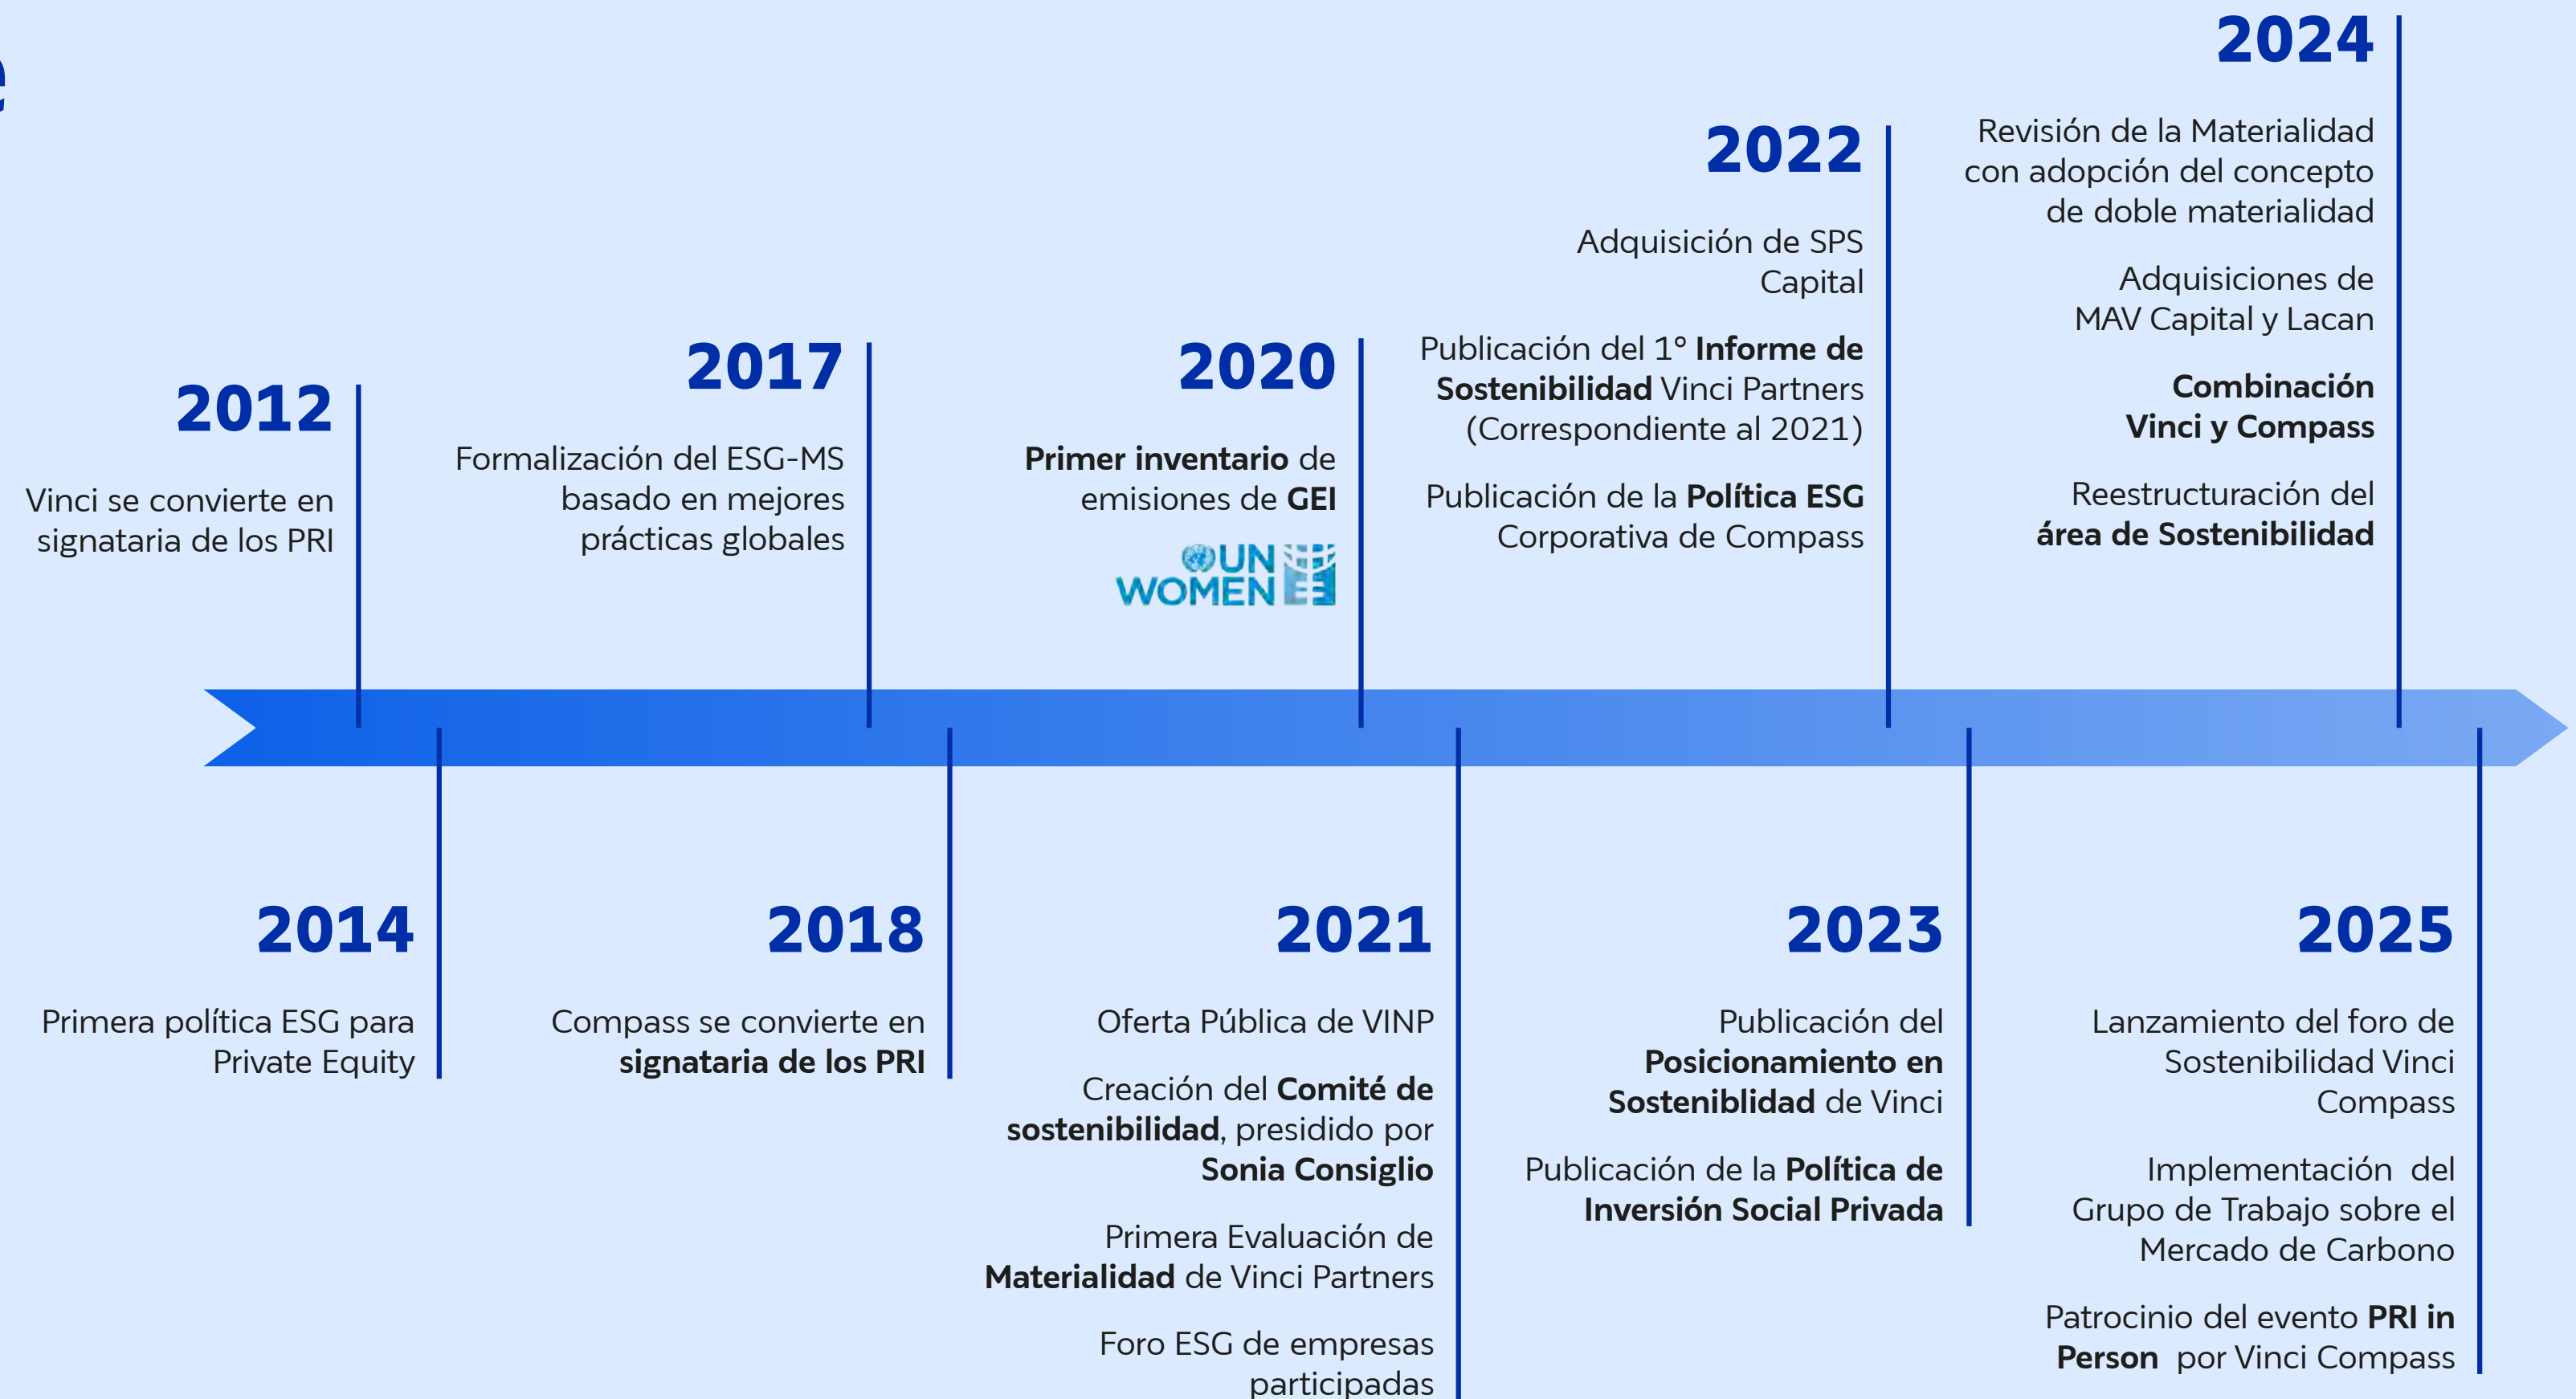 e
2012
Vinci se convierte en
signataria de los PRI
2014
Primera política ESG para
Private Equity
2017
Formalización del ESG-MS
basado en mejores
prácticas globales
2018
Compass se convierte en
signataria de los PRI
2020
Primer inventario de
emisiones de GEI
UN
WOMEN
2021
Oferta Pública de VINP
Creación del Comité de
sostenibilidad, presidido por
Sonia Consiglio
Primera Evaluación de
Materialidad de Vinci Partners
Foro ESG de empresas
participadas
2022
Adquisición de SPS
Capital
Publicación del 1° Informe de
Sostenibilidad Vinci Partners
(Correspondiente al 2021)
Publicación de la Política ESG
Corporativa de Compass
2023
Publicación del
Posicionamiento en
Sosteniblidad de Vinci
Publicación de la Política de
Inversión Social Privada
2024
Revisión de la Materialidad
con adopción del concepto
de doble materialidad
Adquisiciones de
MAV Capital y Lacan
Combinación
Vinci y Compass
Reestructuración del
área de Sostenibilidad
2025
Lanzamiento del foro de
Sostenibilidad Vinci
Compass
Implementación  del
Grupo de Trabajo sobre el
Mercado de Carbono
Patrocinio del evento PRI in
Person  por Vinci Compass